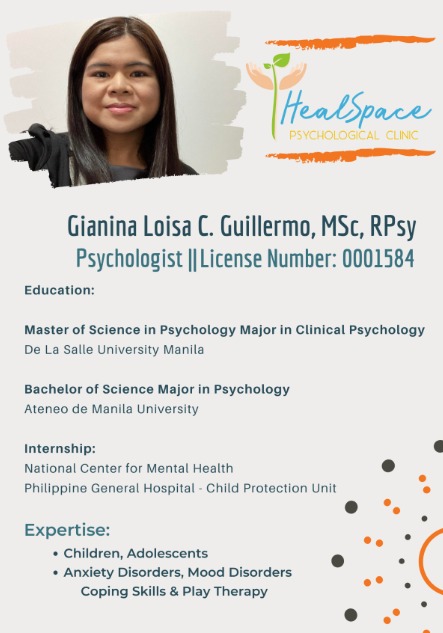 HealSpace
PSYCHOLOGICAL CLINIC
Gianina Loisa C. Guillermo, MSc, RPsy
Psychologist ||License Number: 0001584
Education:
Master of Science in Psychology Major in Clinical Psychology
De La Salle University Manila
Bachelor of Science Major in Psychology
Ateneo de Manila University
Internship:
National Center for Mental Health
Philippine General Hospital - Child Protection Unit
Expertise:
• Children, Adolescents
• Anxiety Disorders, Mood Disorders
Coping Skills & Play Therapy